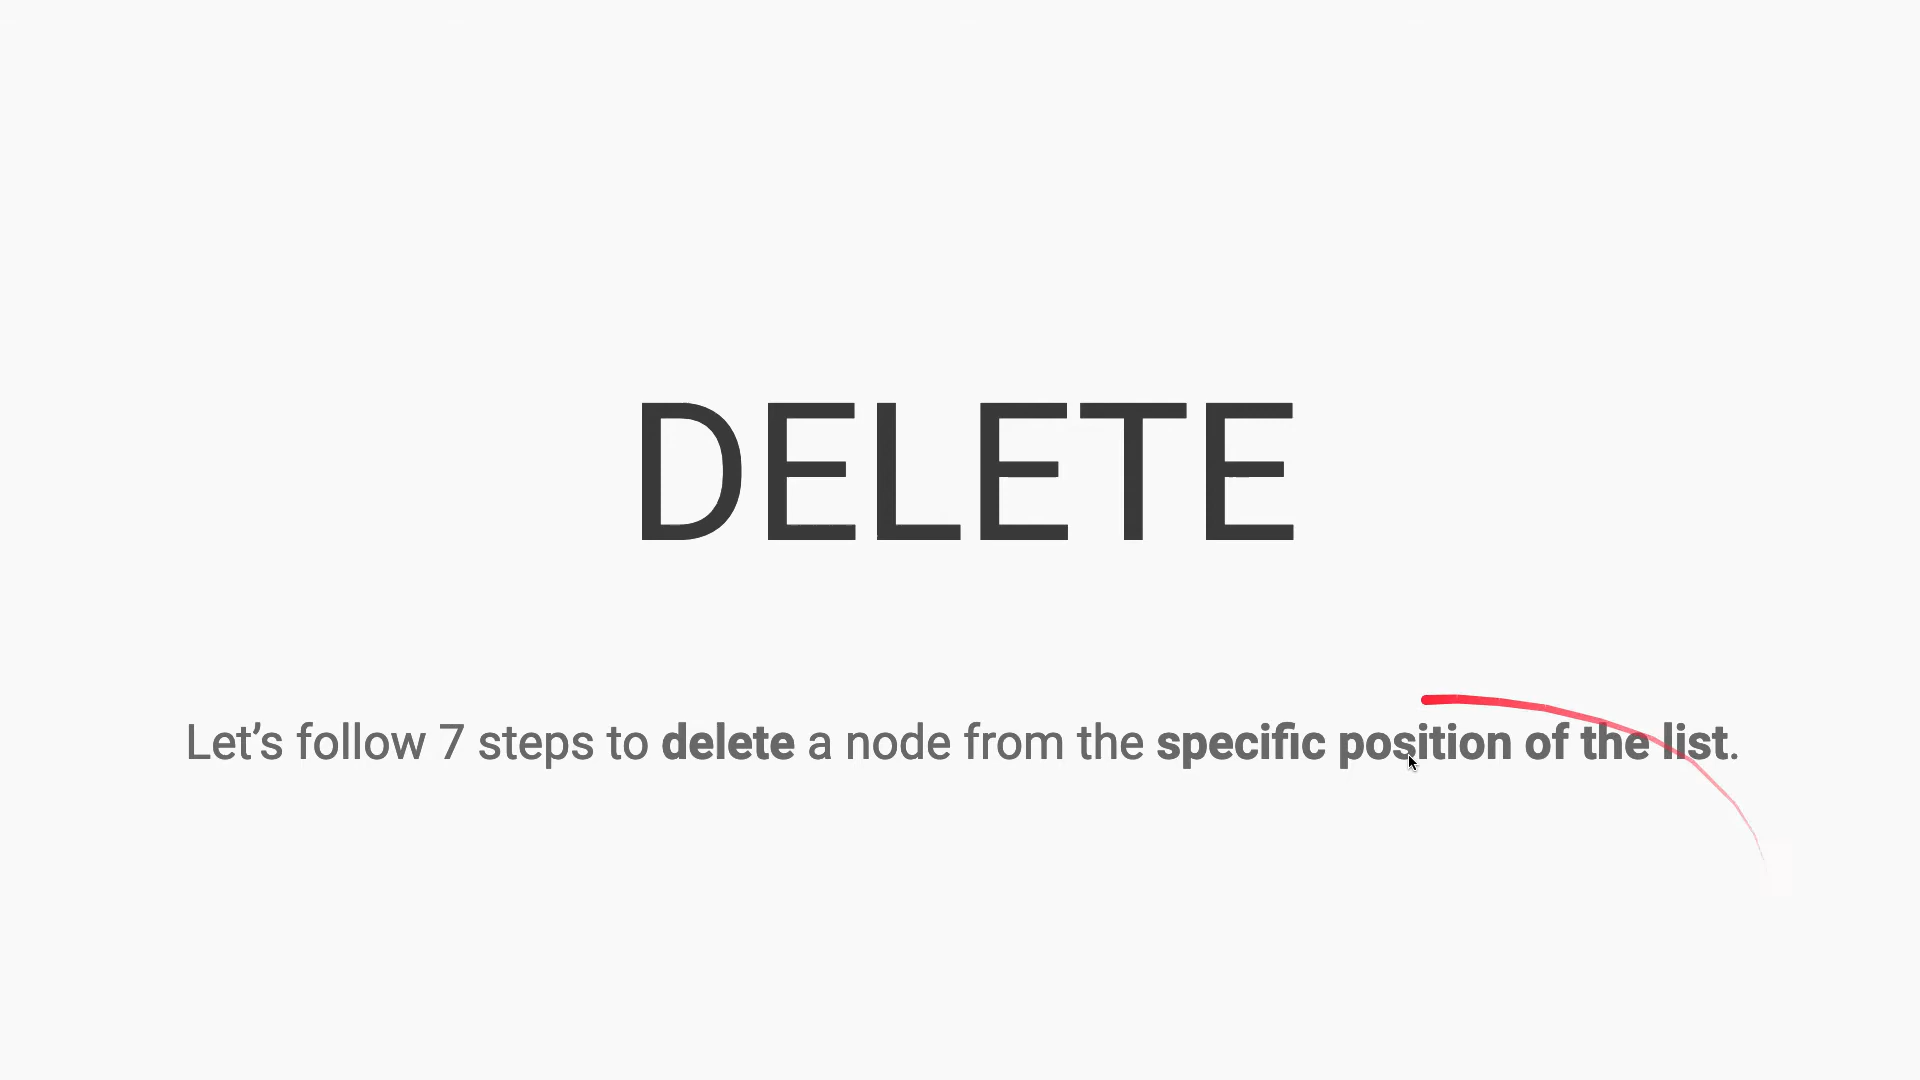 DELETE
Let’s follow 7 steps to delete a node from the specific position of the list.